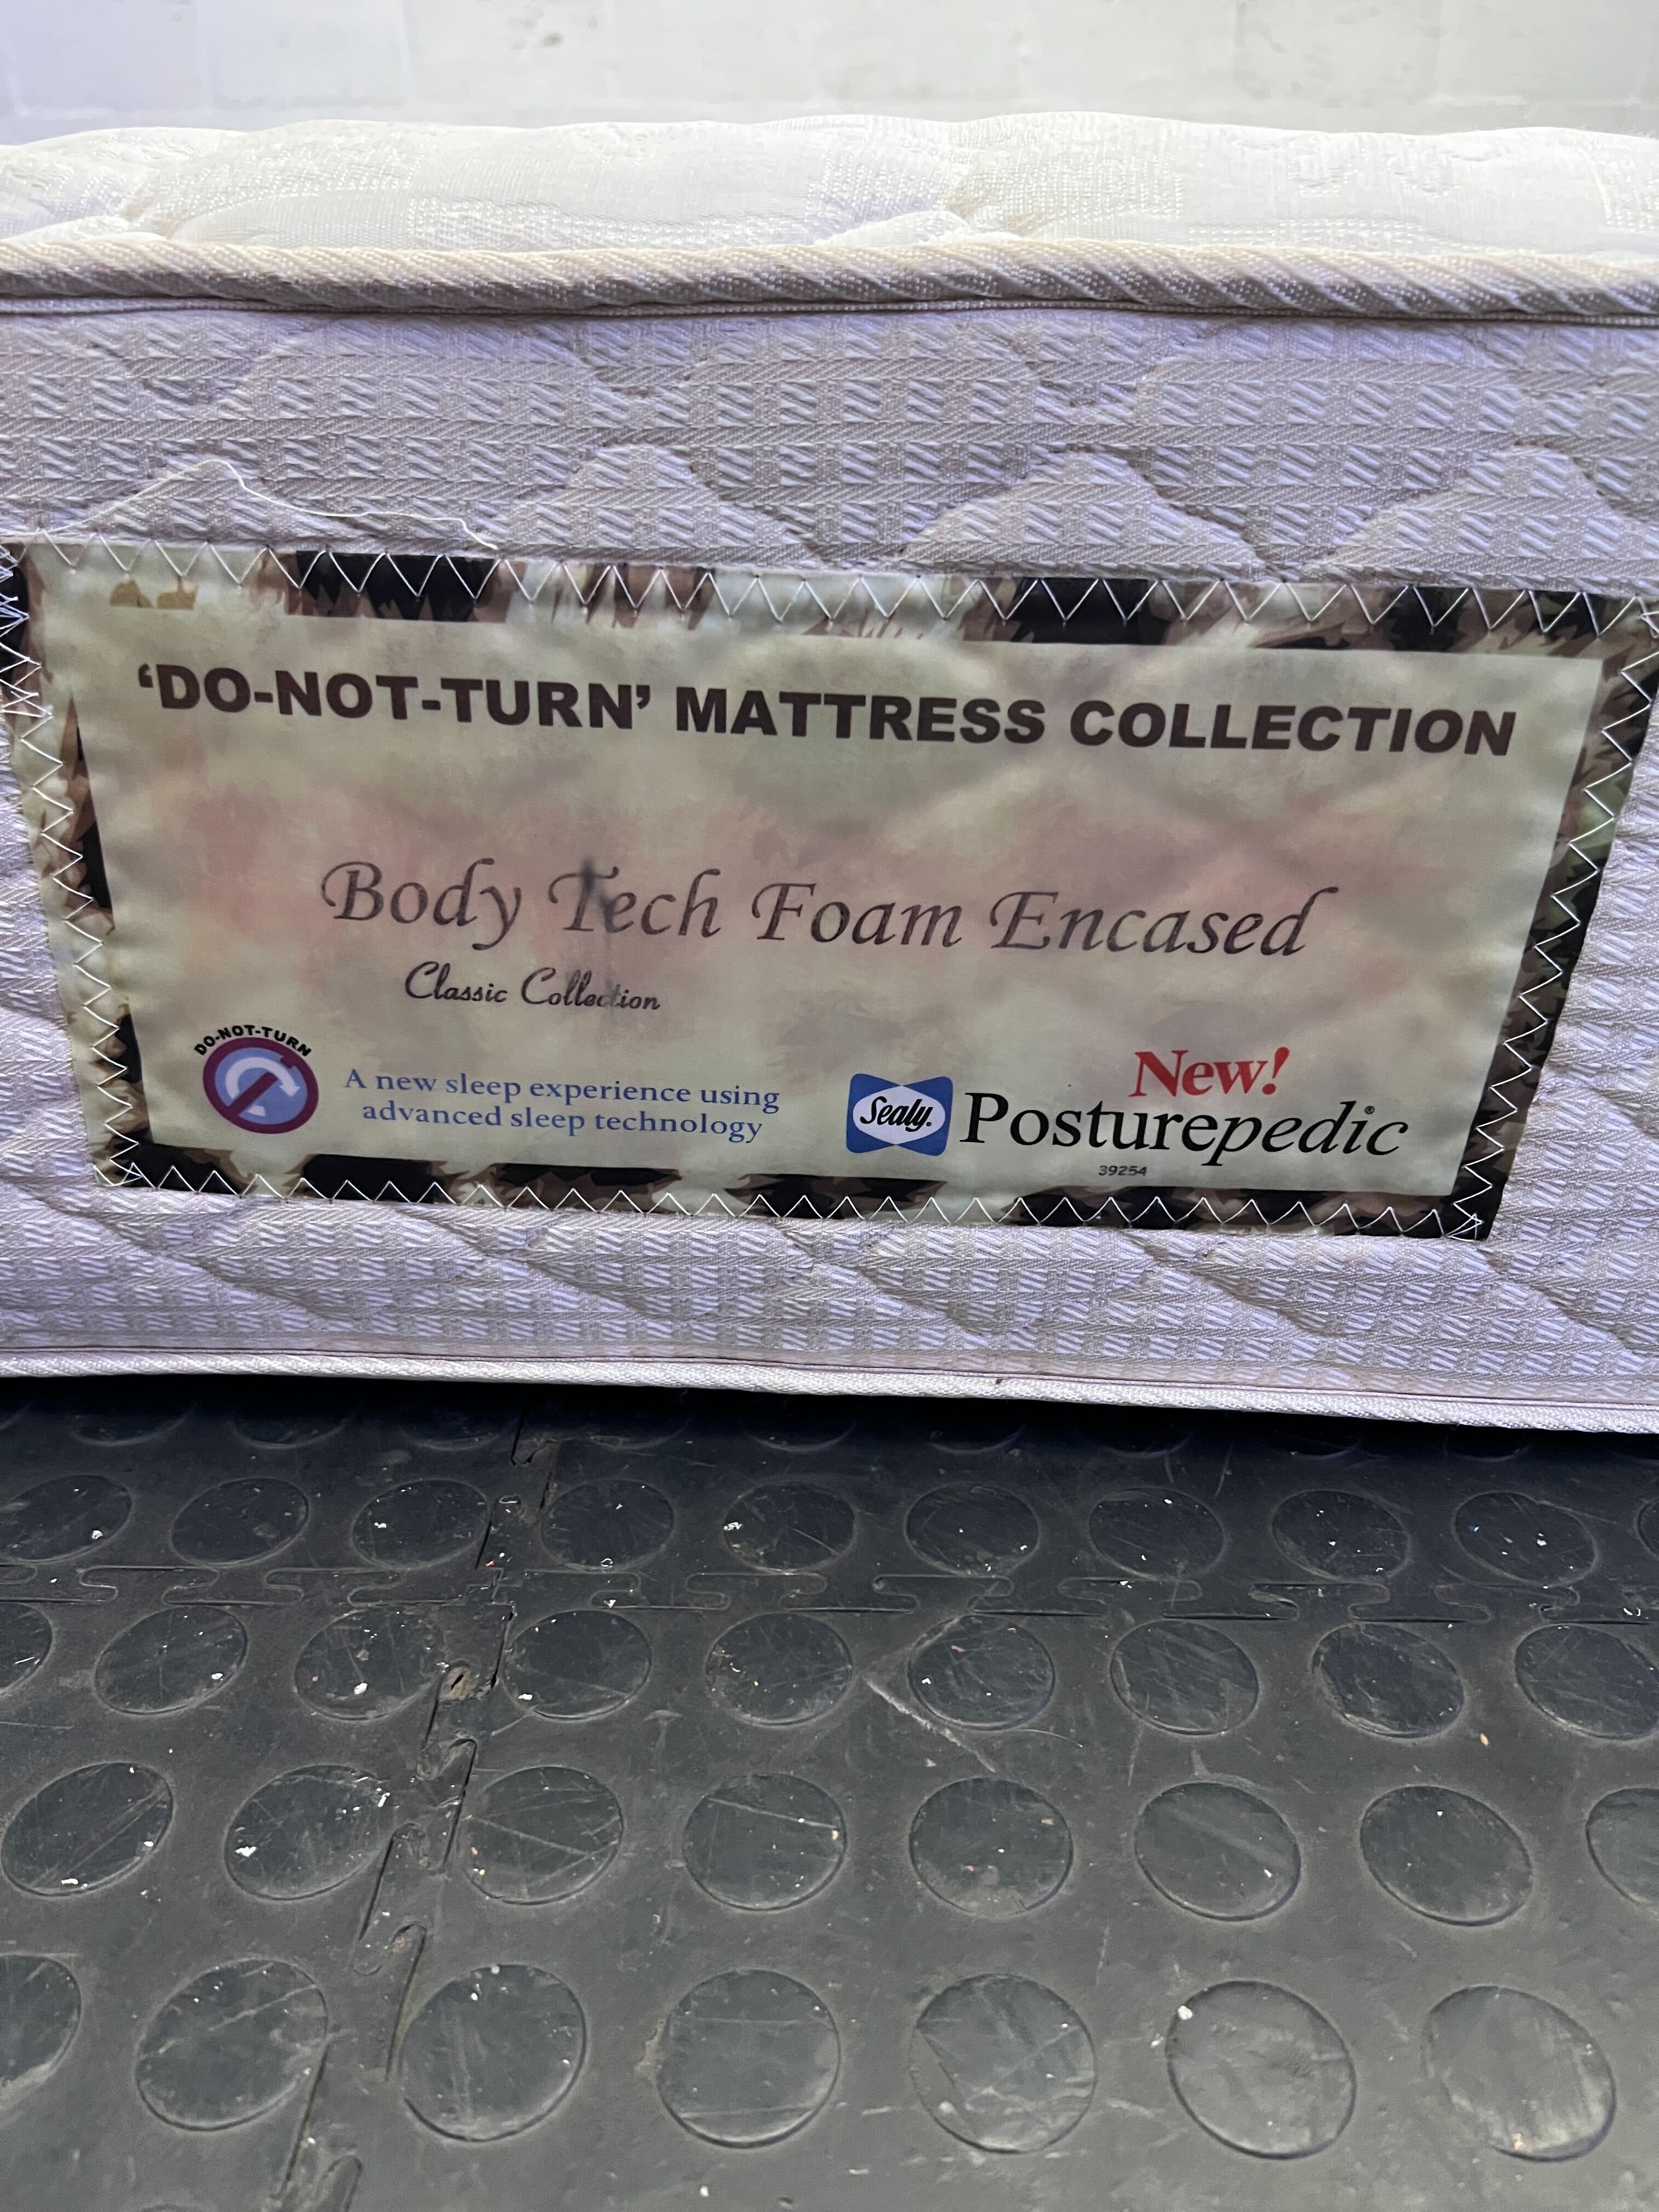 ‘DO-NOT-TURN’ MATTRESS COLLECTION
Body Tech Foam Encased
Classic Collection
DO-NOT-TURN
A new sleep experience using
advanced sleep technology
Sealy.
New!
Posturepedic®
39254